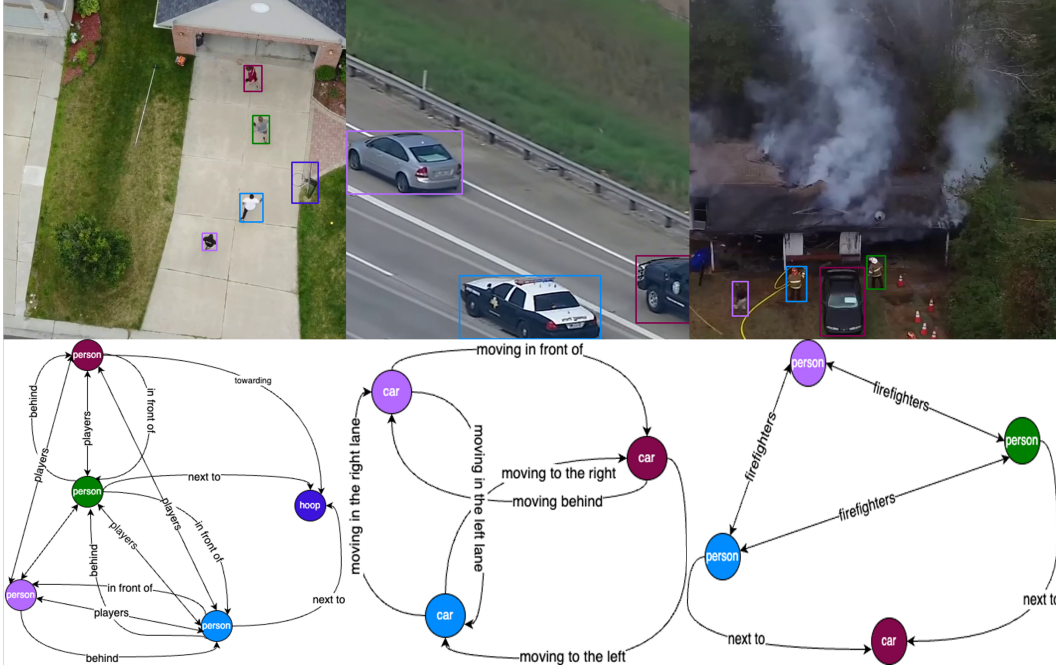 person
towarding
behind
in front of
players
players
person
next to
players
hoop
players
in front of
behind
person
in front of
players
person
next to
behind
moving in front of
car
moving in the right lane
moving in the left lane
car
moving to the right
moving behind
car
moving to the left
person
firefighters
firefighters
person
firefighters
person
next to
next to
car